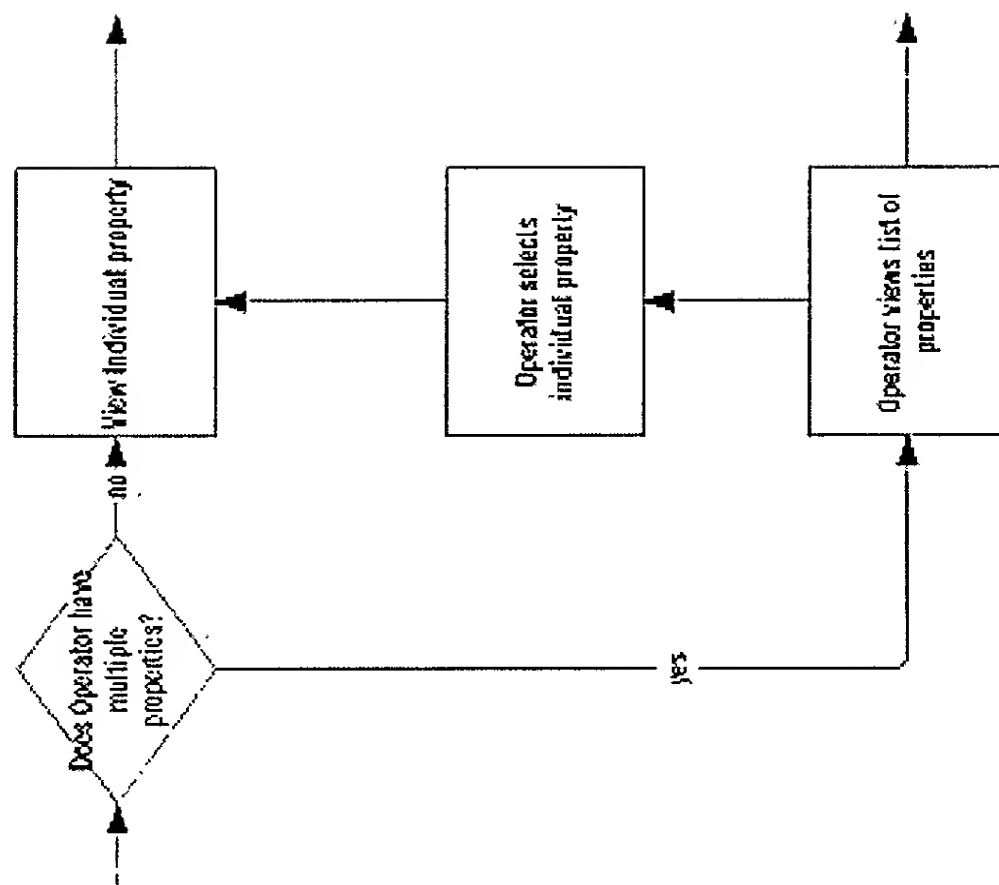 Does Operator have
multiple
properties?
no
View Individual property
yes
Operator views list of
properties
Operator selects
individual property